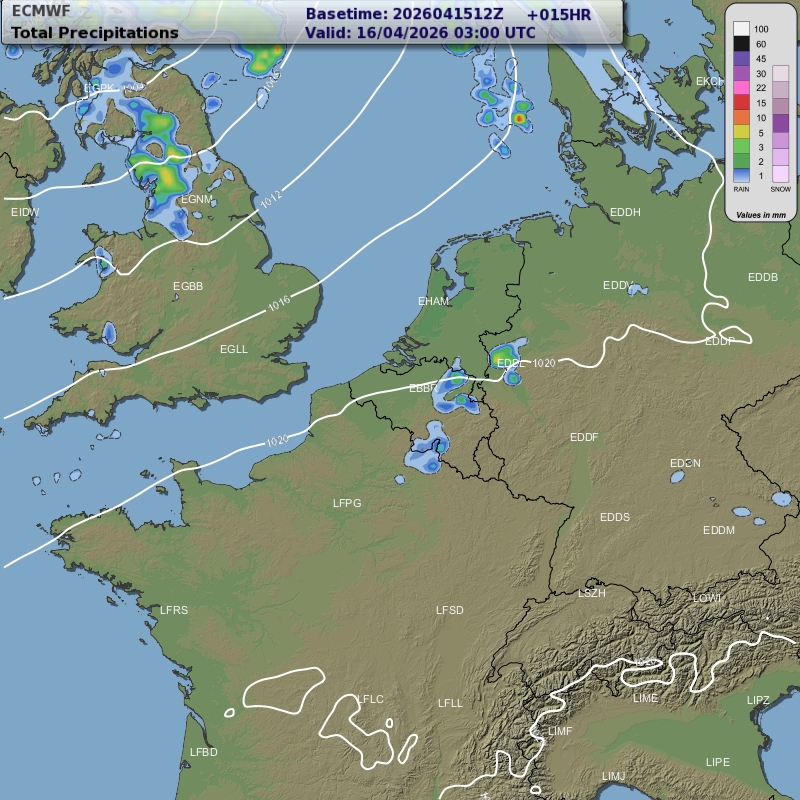 ECMWF
Basetime: 2026041512Z +015HR
Total Precipitations
Valid: 16/04/2026 03:00 UTC
100
60
45
30
22
15
10
5
3
2
1
RAIN SNOW
Values in mm
EGPK
EKCH
EIDW
EGNM
1012
EDDH
EGBB
EHAM
EDDV
EDDB
1016
EGLL
EDDP
EDDL
1020
EBBR
1020
EDDF
EDDN
LFPG
EDDS
EDDM
LFRS
LFSD
LSZH
LOWI
LFLC
LFLL
LIME
LIPZ
LIMF
LFBD
LIPE
LIMJ